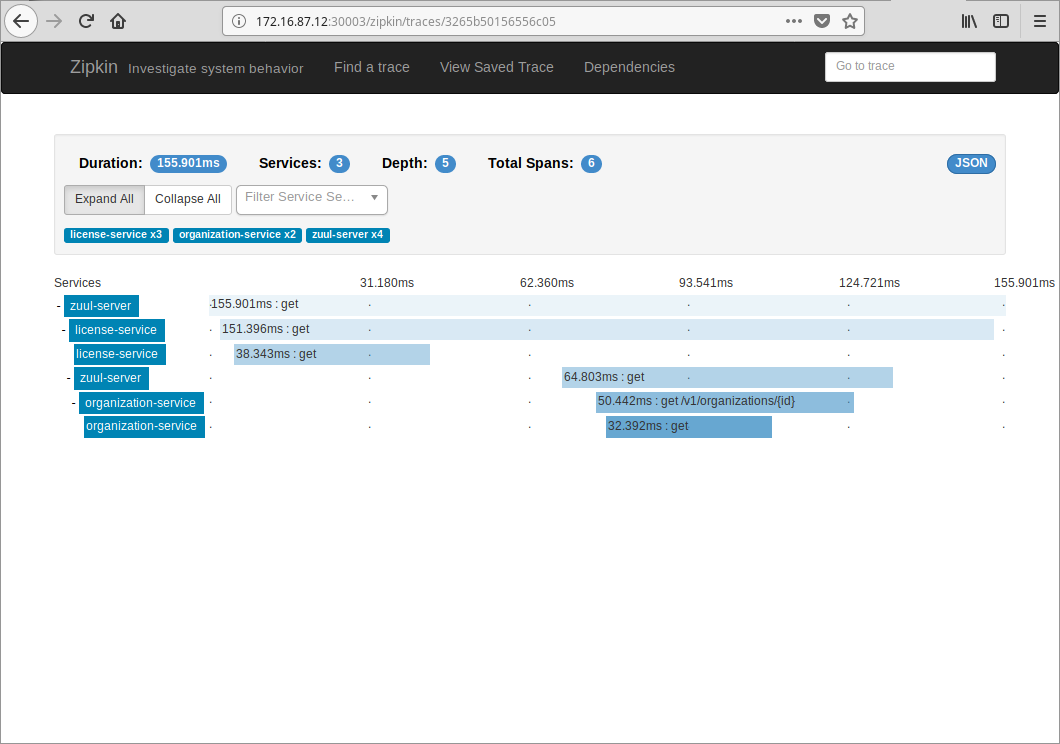 172.16.87.12:30003/zipkin/traces/3265b50156556c05
Zipkin Investigate system behavior Find a trace View Saved Trace Dependencies Go to trace
Duration: 155.901ms Services: 3 Depth: 5 Total Spans: 6 JSON
Expand All Collapse All Filter Service Se...
license-service x3 organization-service x2 zuul-server x4
Services 31.180ms 62.360ms 93.541ms 124.721ms 155.901ms
- zuul-server 155.901ms : get
- license-service 151.396ms : get
license-service 38.343ms : get
- zuul-server 64.803ms : get
- organization-service 50.442ms : get /v1/organizations/{id}
organization-service 32.392ms : get